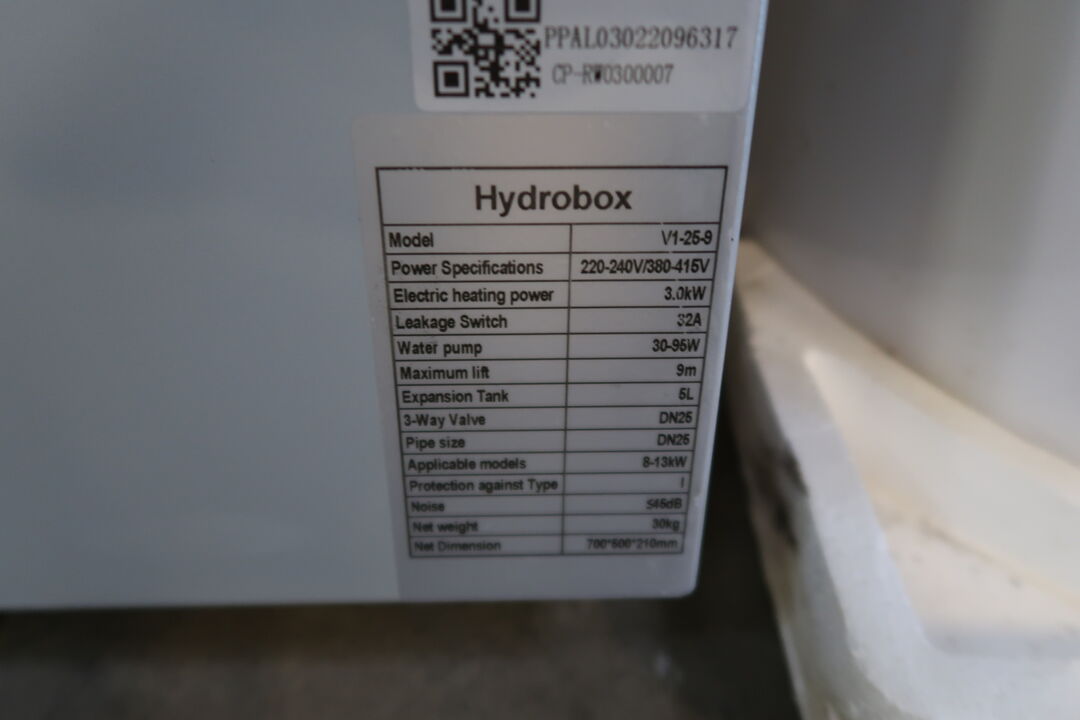 PPAL03022096317
CP-RW0300007
Hydrobox
Model V1-25-9
Power Specifications 220-240V/380-415V
Electric heating power 3.0kW
Leakage Switch 32A
Water pump 30-95W
Maximum lift 9m
Expansion Tank 5L
3-Way Valve DN25
Pipe size DN25
Applicable models 8-13kW
Protection against Type I
Noise ≤45dB
Net weight 30kg
Net Dimension 700*500*210mm